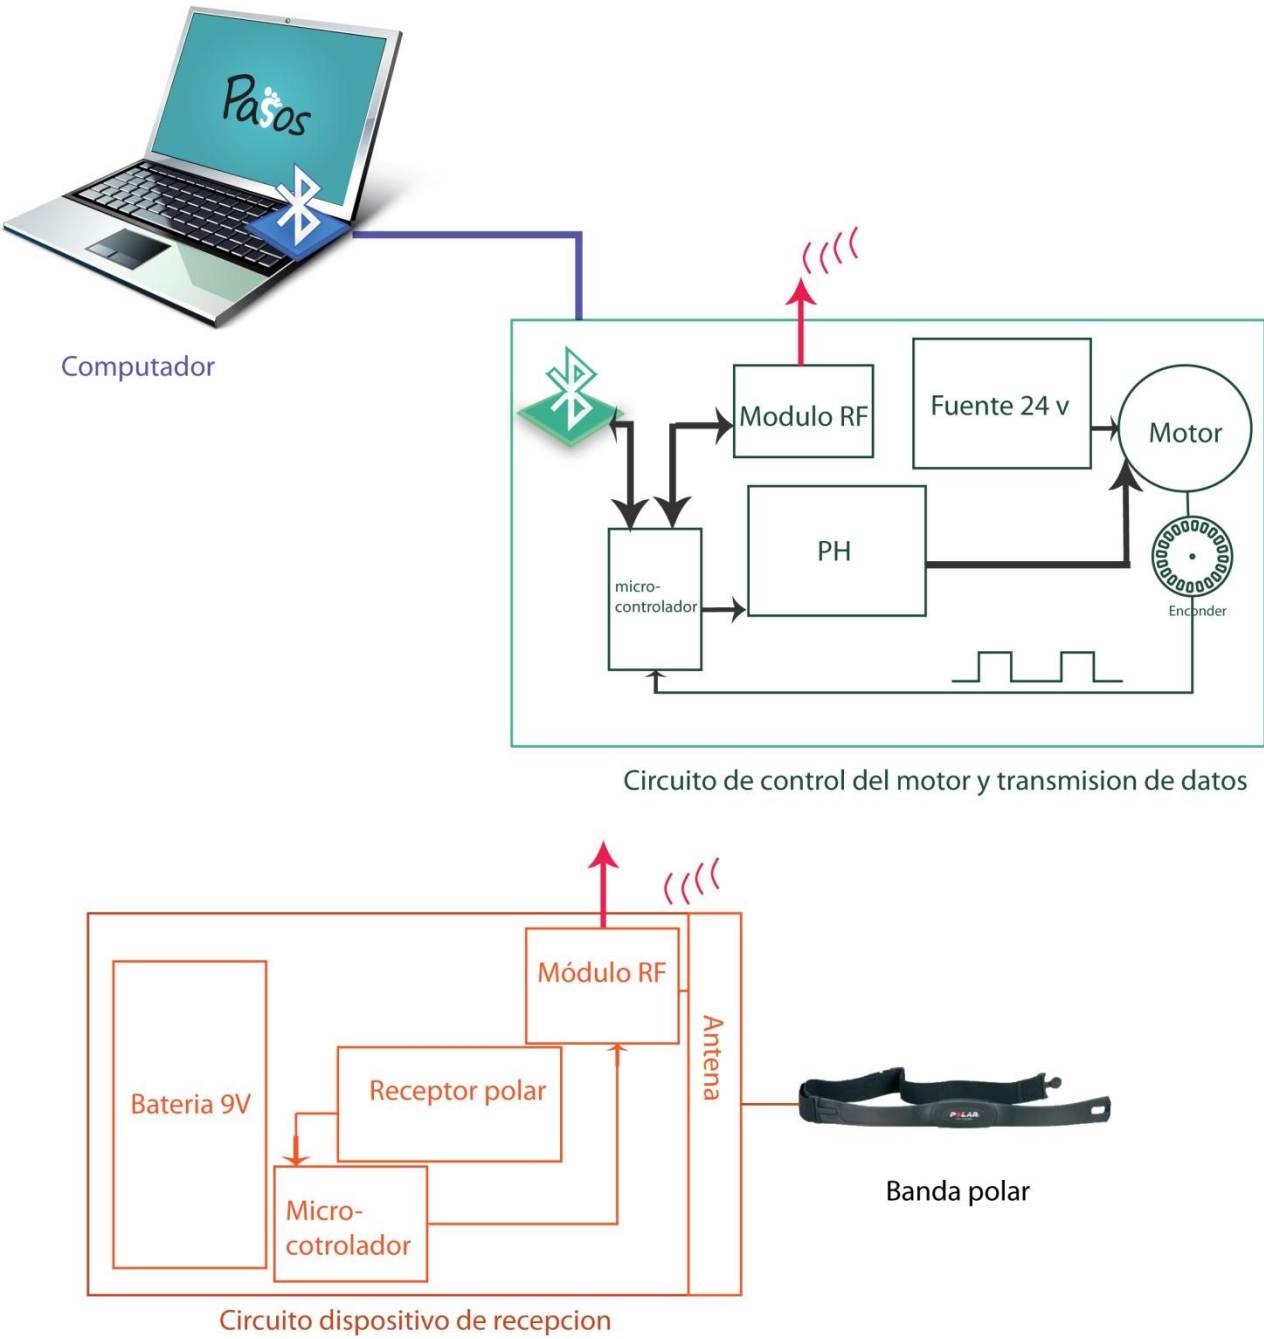 Pasos
Computador
Modulo RF
Fuente 24 v
Motor
PH
micro-
controlador
Enconder
Circuito de control del motor y transmision de datos
Módulo RF
Antena
Bateria 9V
Receptor polar
Micro-
cotrolador
POLAR
Banda polar
Circuito dispositivo de recepcion